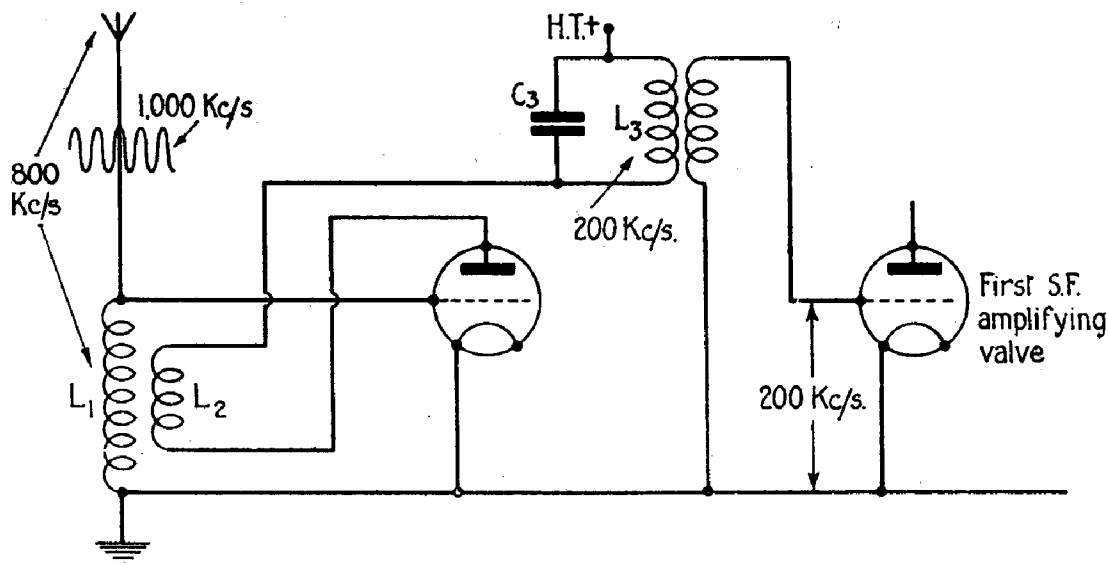 H.T.+
1,000 Kc/s
C3
L3
800
Kc/s
200 Kc/s.
First S.F.
amplifying
valve
L1
L2
200 Kc/s.